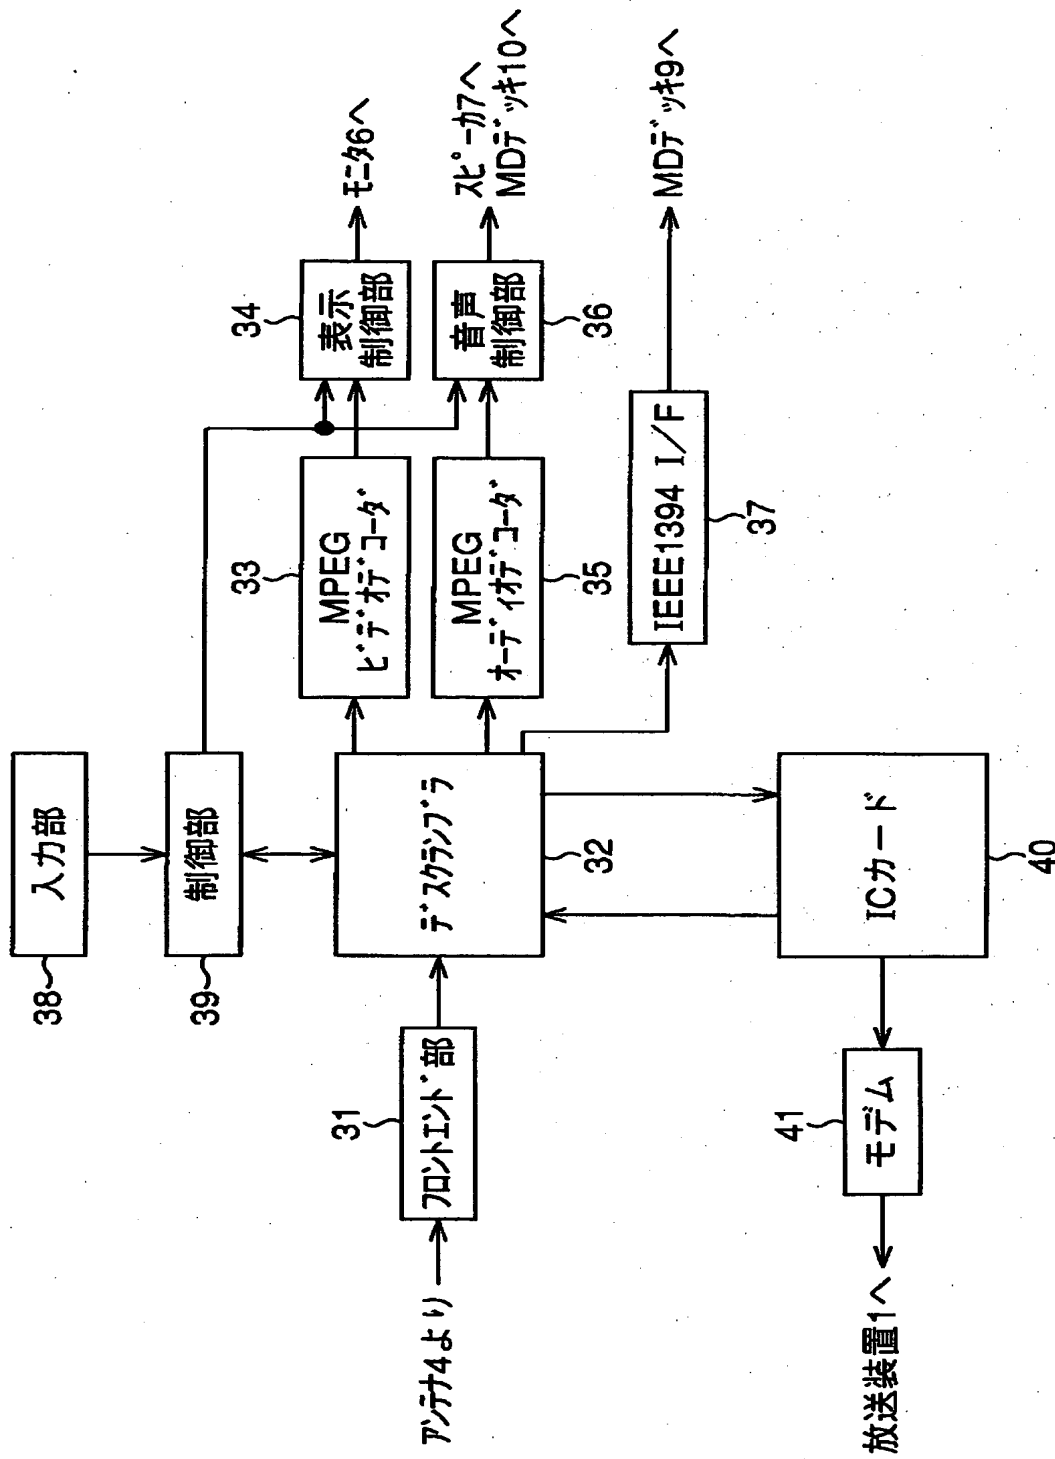 38
入力部
39
制御部
アンテナ4より
31
フロントエンド部
デスクランブラ
32
33
MPEG
ビデオデコーダ
34
表示
制御部
モニタ6へ
MPEG
オーディオデコーダ
35
音声
制御部
36
スピーカ7へ
MDデッキ10へ
IEEE1394 I/F
37
MDデッキ9へ
ICカード
40
41
モデム
放送装置1へ